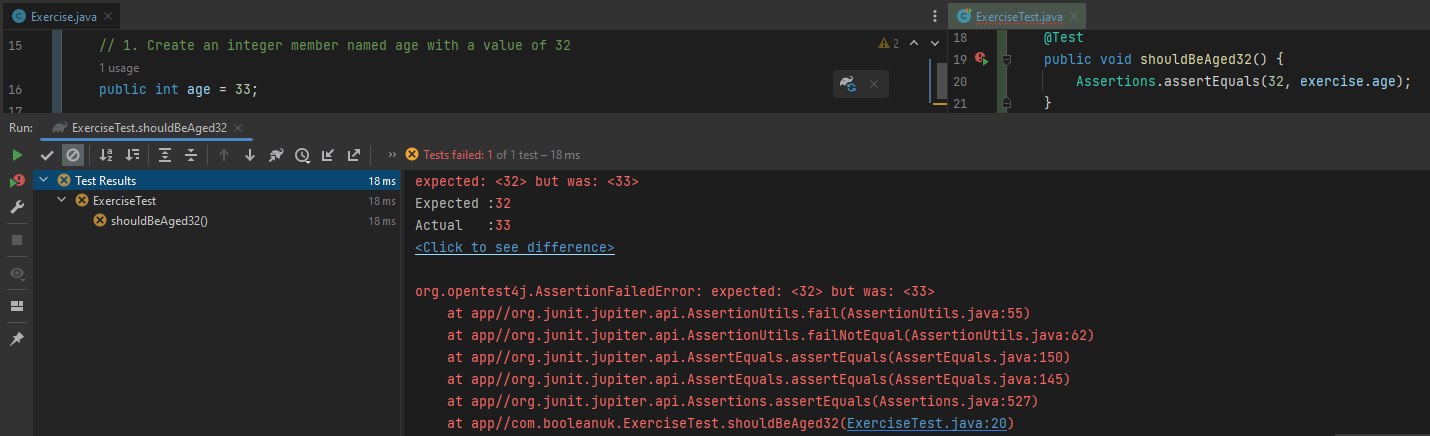 Exercise.java
ExerciseTest.java
15 // 1. Create an integer member named age with a value of 32
2
1 usage
16 public int age = 33;
17
18 @Test
19 public void shouldBeAged32() {
20 Assertions.assertEquals(32, exercise.age);
21 }
Run: ExerciseTest.shouldBeAged32
» Tests failed: 1 of 1 test – 18 ms
Test Results 18 ms
ExerciseTest 18 ms
shouldBeAged32() 18 ms
expected: <32> but was: <33>
Expected :32
Actual :33
<Click to see difference>
org.opentest4j.AssertionFailedError: expected: <32> but was: <33>
at app//org.junit.jupiter.api.AssertionUtils.fail(AssertionUtils.java:55)
at app//org.junit.jupiter.api.AssertionUtils.failNotEqual(AssertionUtils.java:62)
at app//org.junit.jupiter.api.AssertEquals.assertEquals(AssertEquals.java:150)
at app//org.junit.jupiter.api.AssertEquals.assertEquals(AssertEquals.java:145)
at app//org.junit.jupiter.api.Assertions.assertEquals(Assertions.java:527)
at app//com.booleanuk.ExerciseTest.shouldBeAged32(ExerciseTest.java:20)